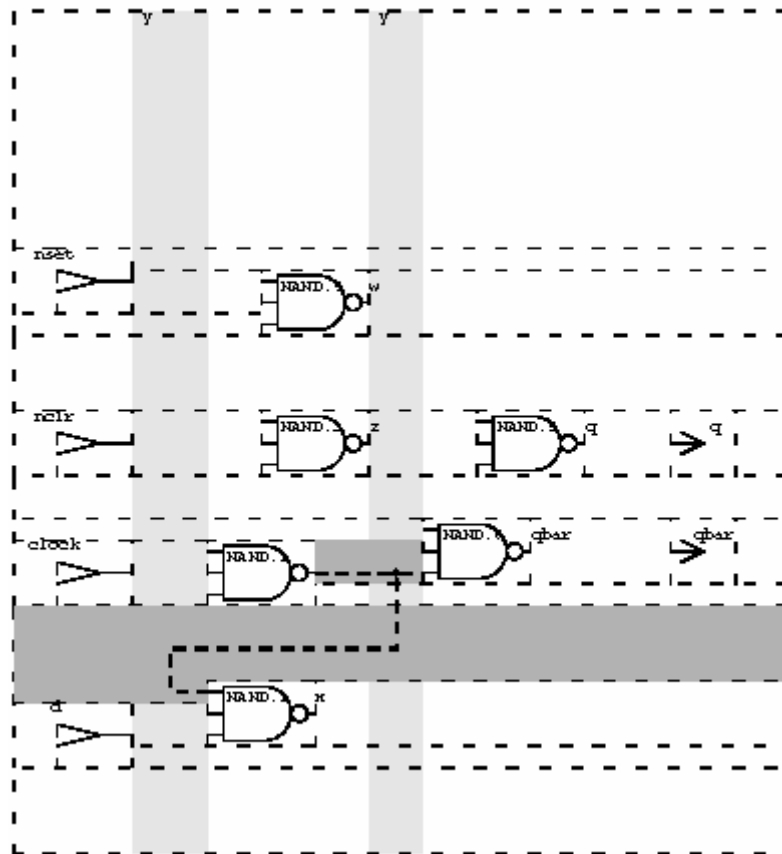 y y
nset
NAND. w
nclr NAND. z NAND. q q
clock NAND. NAND. qbar qbar
d NAND. x